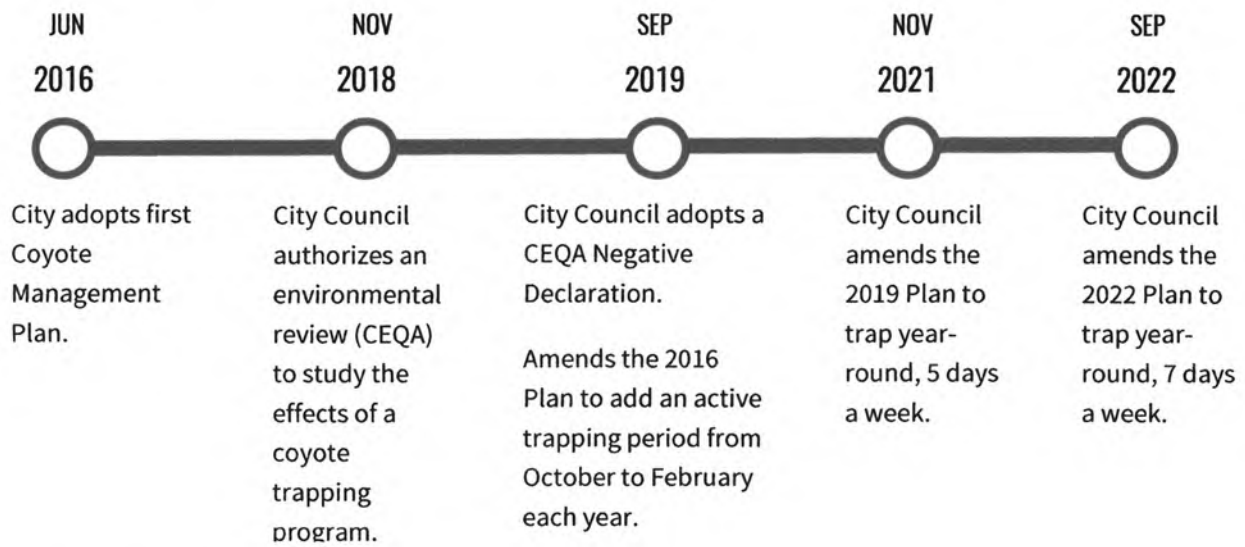 JUN
2016
City adopts first
Coyote
Management
Plan.
NOV
2018
City Council
authorizes an
environmental
review (CEQA)
to study the
effects of a
coyote
trapping
program.
SEP
2019
City Council adopts a
CEQA Negative
Declaration.
Amends the 2016
Plan to add an active
trapping period from
October to February
each year.
NOV
2021
City Council
amends the
2019 Plan to
trap year-
round, 5 days
a week.
SEP
2022
City Council
amends the
2022 Plan to
trap year-
round, 7 days
a week.